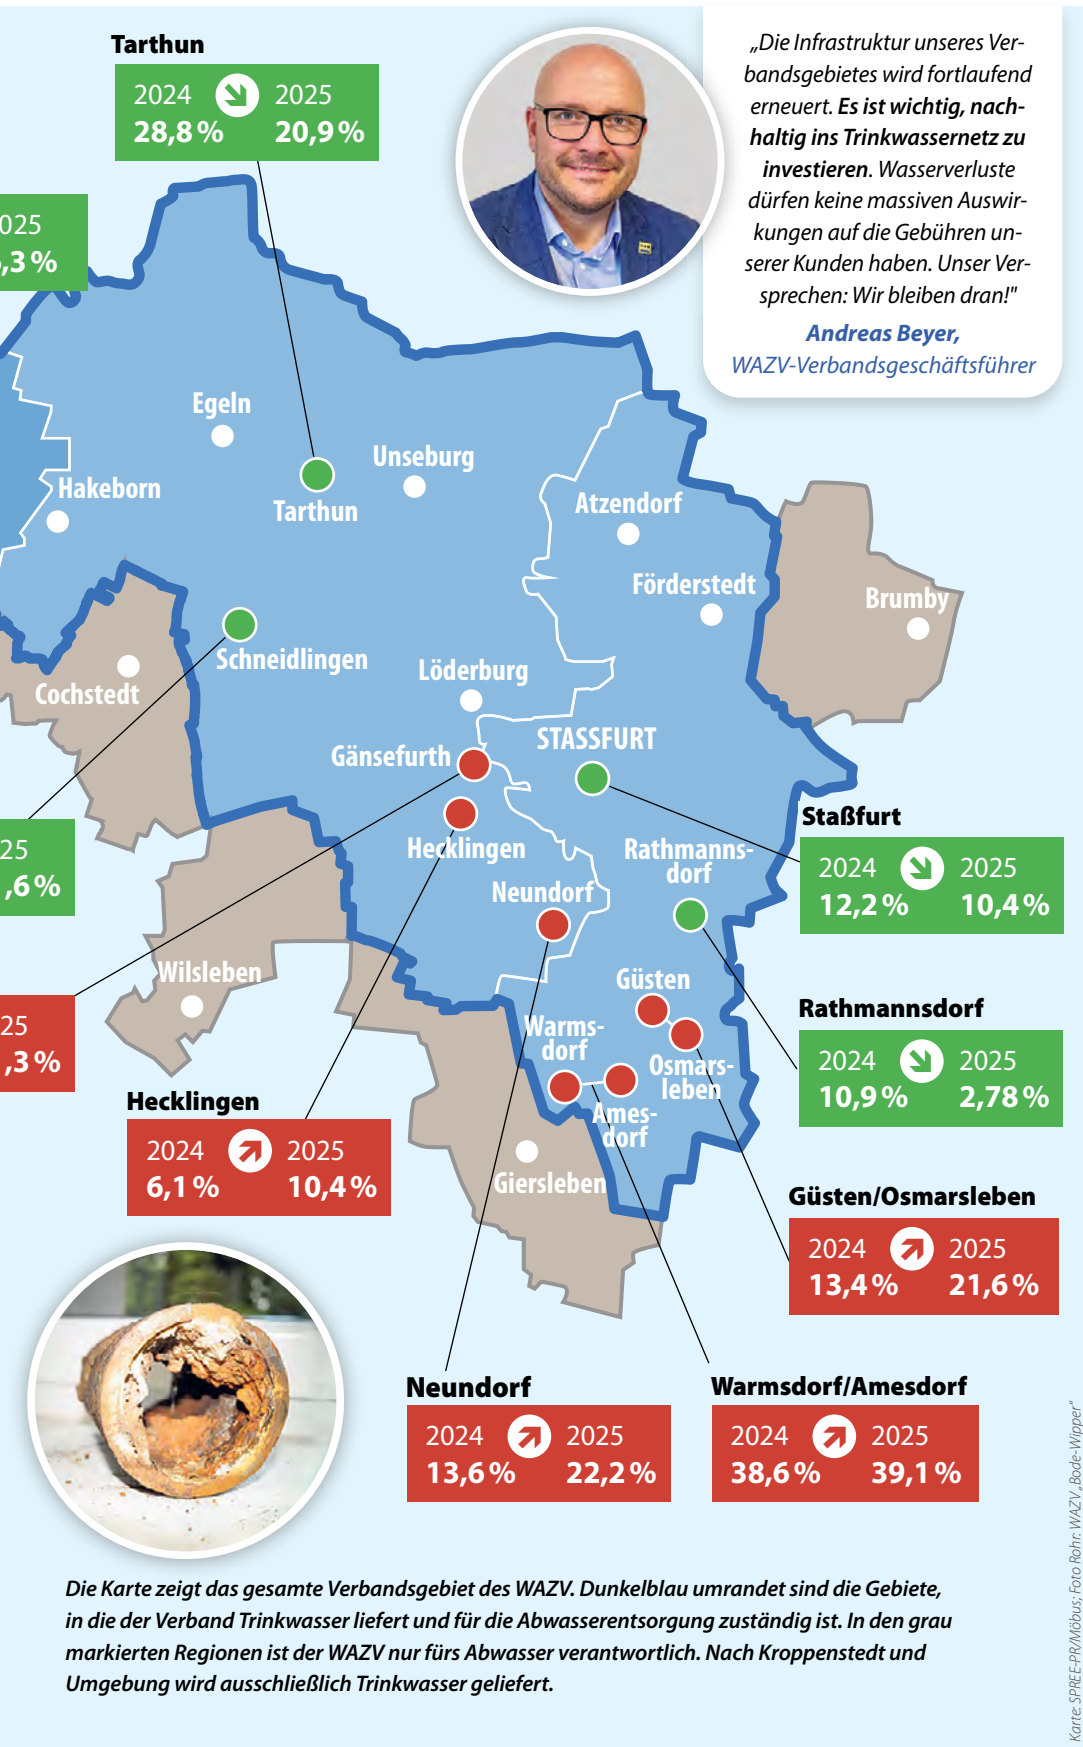 Tarthun
2024 2025
28,8 % 20,9 %
„Die Infrastruktur unseres Ver-
bandsgebietes wird fortlaufend
erneuert. Es ist wichtig, nach-
haltig ins Trinkwassernetz zu
investieren. Wasserverluste
dürfen keine massiven Auswir-
kungen auf die Gebühren un-
serer Kunden haben. Unser Ver-
sprechen: Wir bleiben dran!"
Andreas Beyer,
WAZV-Verbandsgeschäftsführer
025
,3 %
Egeln
Unseburg
Hakeborn
Tarthun
Atzendorf
Förderstedt
Brumby
Schneidlingen
Löderburg
Cochstedt
STASSFURT
Gänsefurth
Staßfurt
2024 2025
12,2 % 10,4 %
25
,6 %
Hecklingen
Rathmanns-
dorf
Neundorf
Wilsleben
Güsten
25
,3 %
Warms-
dorf
Osmars-
leben
Ames-
dorf
Rathmannsdorf
2024 2025
10,9 % 2,78 %
Hecklingen
2024 2025
6,1 % 10,4 %
Giersleben
Güsten/Osmarsleben
2024 2025
13,4 % 21,6 %
Neundorf
2024 2025
13,6 % 22,2 %
Warmsdorf/Amesdorf
2024 2025
38,6 % 39,1 %
Die Karte zeigt das gesamte Verbandsgebiet des WAZV. Dunkelblau umrandet sind die Gebiete,
in die der Verband Trinkwasser liefert und für die Abwasserentsorgung zuständig ist. In den grau
markierten Regionen ist der WAZV nur fürs Abwasser verantwortlich. Nach Kroppenstedt und
Umgebung wird ausschließlich Trinkwasser geliefert.
Karte: SPREE-PR/Möbus; Foto Rohr: WAZV „Bode-Wipper"